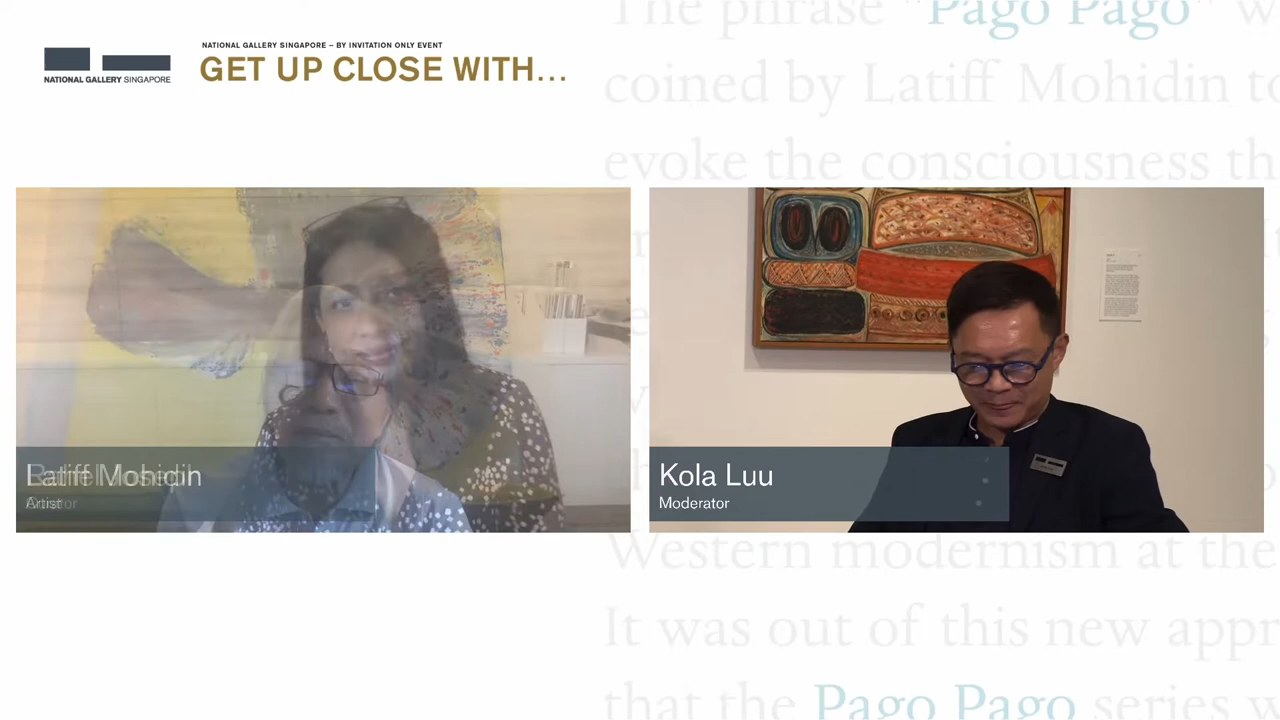 The phrase "Pago Pago" w
coined by Latiff Mohidin to
evoke the consciousness th
NATIONAL GALLERY SINGAPORE – BY INVITATION ONLY EVENT
GET UP CLOSE WITH...
NATIONAL GALLERY SINGAPORE
Latiff Mohidin
Artist
Kola Luu
Moderator
Western modernism at the
It was out of this new appr
that the Pago Pago series w